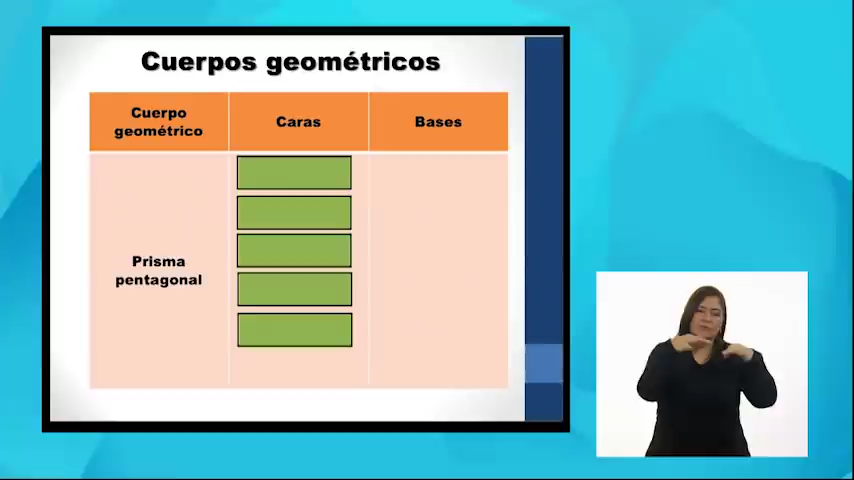 Cuerpos geométricos
Cuerpo
geométrico
Caras
Bases
Prisma
pentagonal